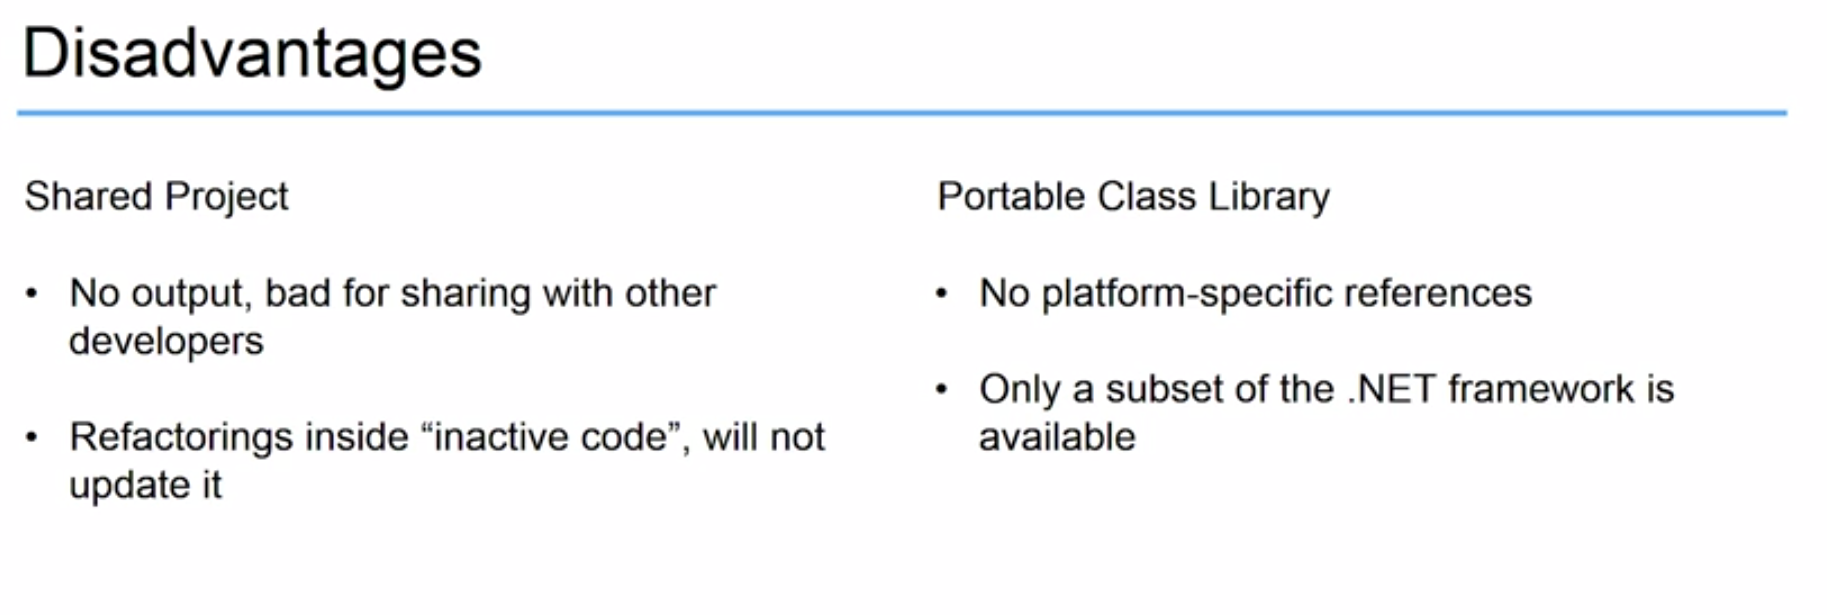 Disadvantages
Shared Project
• No output, bad for sharing with other
developers
• Refactorings inside “inactive code”, will not
update it
Portable Class Library
• No platform-specific references
• Only a subset of the .NET framework is
available